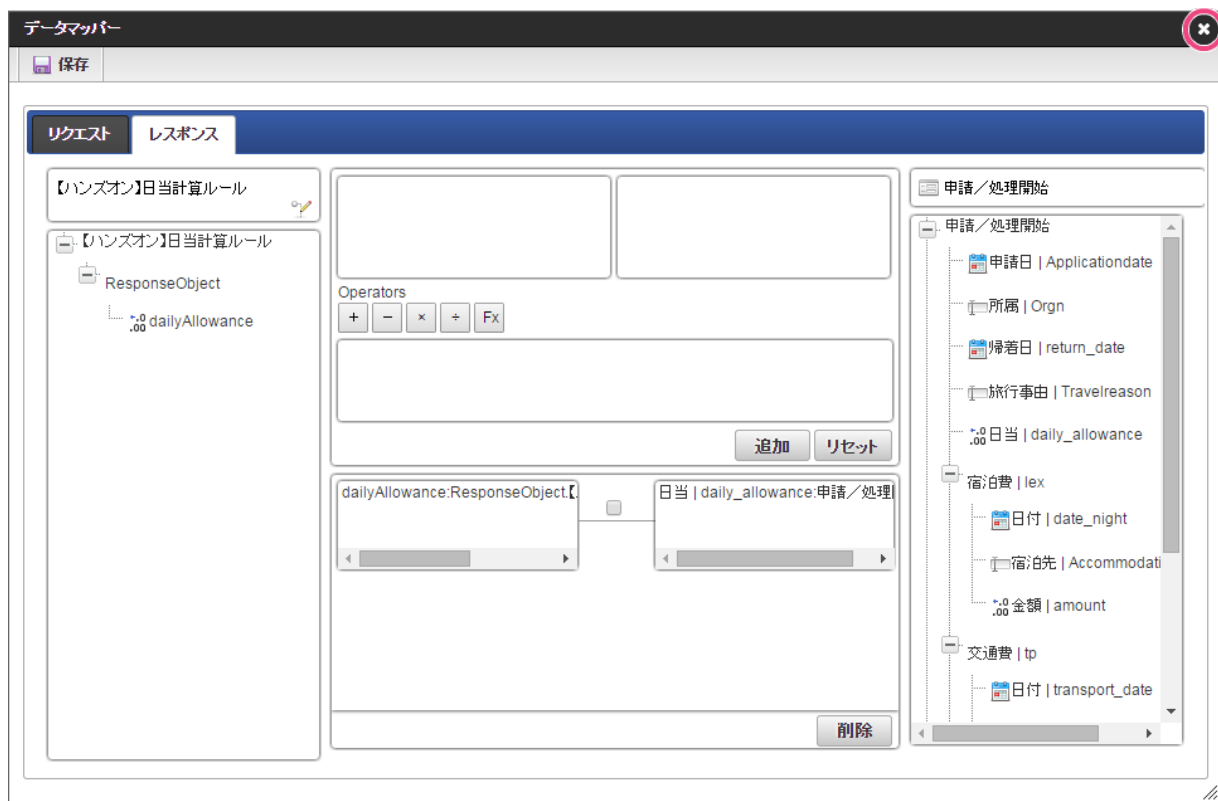 データマッパー
保存
リクエスト
レスポンス
【ハンズオン】日当計算ルール
【ハンズオン】日当計算ルール
ResponseObject
dailyAllowance
Operators
+ − × ÷ Fx
追加
リセット
dailyAllowance:ResponseObject.【.
日当 | daily_allowance:申請／処理
削除
申請／処理開始
申請／処理開始
申請日 | Applicationdate
所属 | Orgn
帰着日 | return_date
旅行事由 | Travelreason
日当 | daily_allowance
宿泊費 | lex
日付 | date_night
宿泊先 | Accommodati
金額 | amount
交通費 | tp
日付 | transport_date